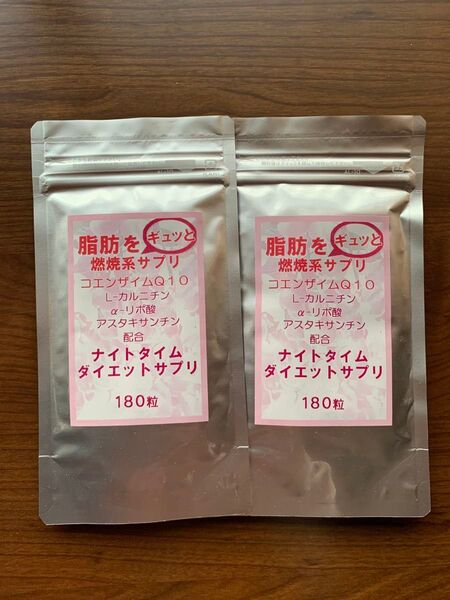 脂肪をギュッと
燃焼系サプリ
コエンザイムQ10
L-カルニチン
α-リポ酸
アスタキサンチン
配合
ナイトタイム
ダイエットサプリ
180粒
脂肪をギュッと
燃焼系サプリ
コエンザイムQ10
L-カルニチン
α-リポ酸
アスタキサンチン
配合
ナイトタイム
ダイエットサプリ
180粒